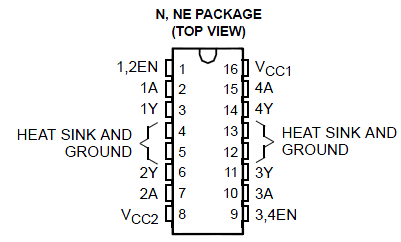 N, NE PACKAGE
(TOP VIEW)
1,2EN 1 16 VCC1
1A 2 15 4A
1Y 3 14 4Y
HEAT SINK AND GROUND 4 13 HEAT SINK AND GROUND
5 12
2Y 6 11 3Y
2A 7 10 3A
VCC2 8 9 3,4EN